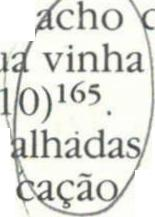 acho
ua vinha
10)¹⁶⁵.
alhadas
cação